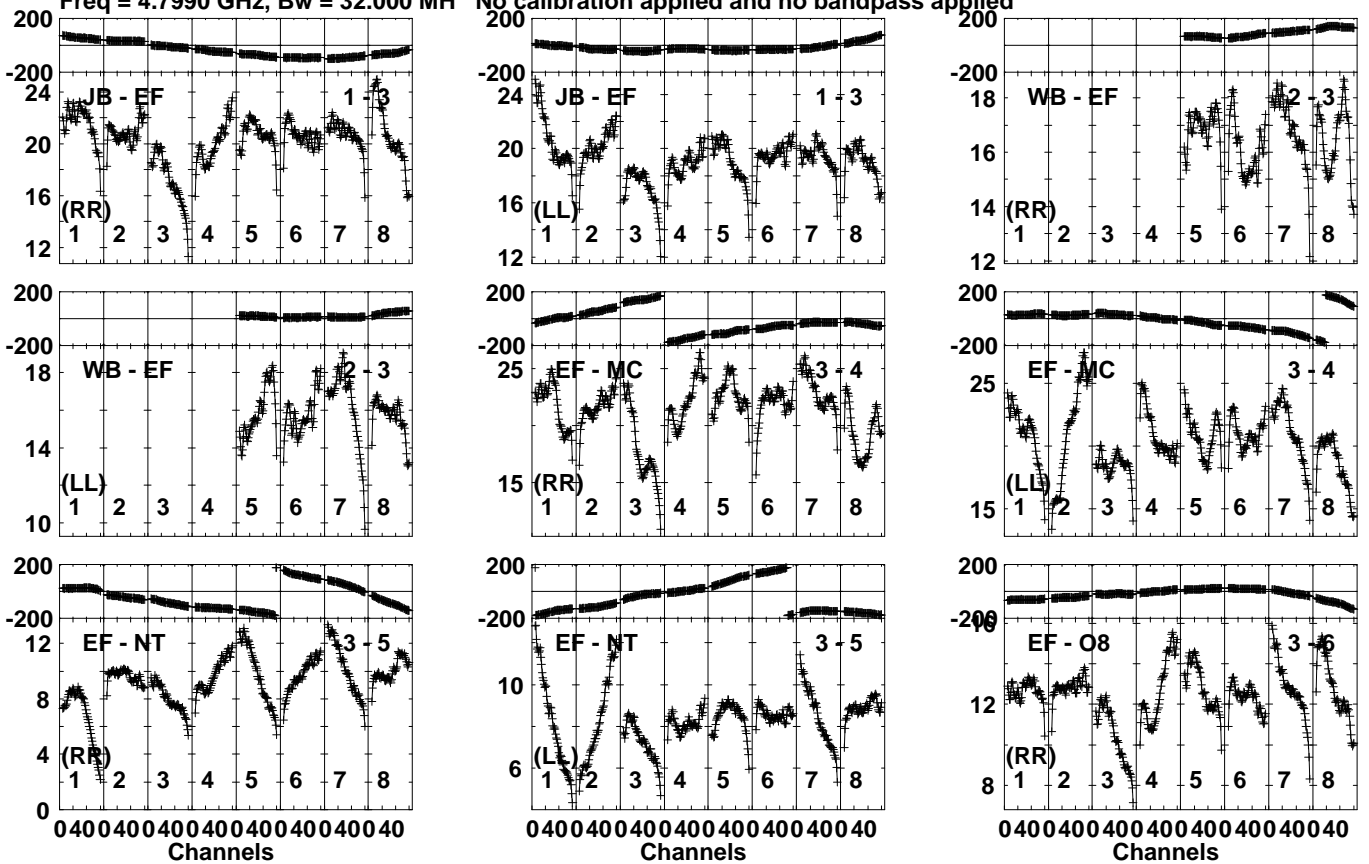 Freq = 4.7990 GHz, Bw = 32.000 MH No calibration applied and no bandpass applied
-200 -200 -200
24 JB - EF 1 - 3 24 JB - EF 1 - 3 18 WB - EF 2 - 3
20 20 16
16 16 14
12 12 12
(RR) (LL) (RR)
1 2 3 4 5 6 7 8 1 2 3 4 5 6 7 8 1 2 3 4 5 6 7 8
200 200 200
-200 -200 -200
18 WB - EF 2 - 3 25 EF - MC 3 - 4 25 EF - MC 3 - 4
14 15 15
10
(LL) (RR) (LL)
1 2 3 4 5 6 7 8 1 2 3 4 5 6 7 8 1 2 3 4 5 6 7 8
200 200 200
-200 -200 -200
12 EF - NT 3 - 5 10 EF - NT 3 - 5 16 EF - O8 3 - 6
8 6 12
4 8
0
(RR) (LL) (RR)
1 2 3 4 5 6 7 8 1 2 3 4 5 6 7 8 1 2 3 4 5 6 7 8
0 40 0 40 0 40 0 40 0 40 0 40 0 40 0 40 0 40 0 40 0 40 0 40 0 40 0 40 0 40 0 40 0 40 0 40 0 40 0 40 0 40 0 40 0 40 0 40
Channels Channels Channels